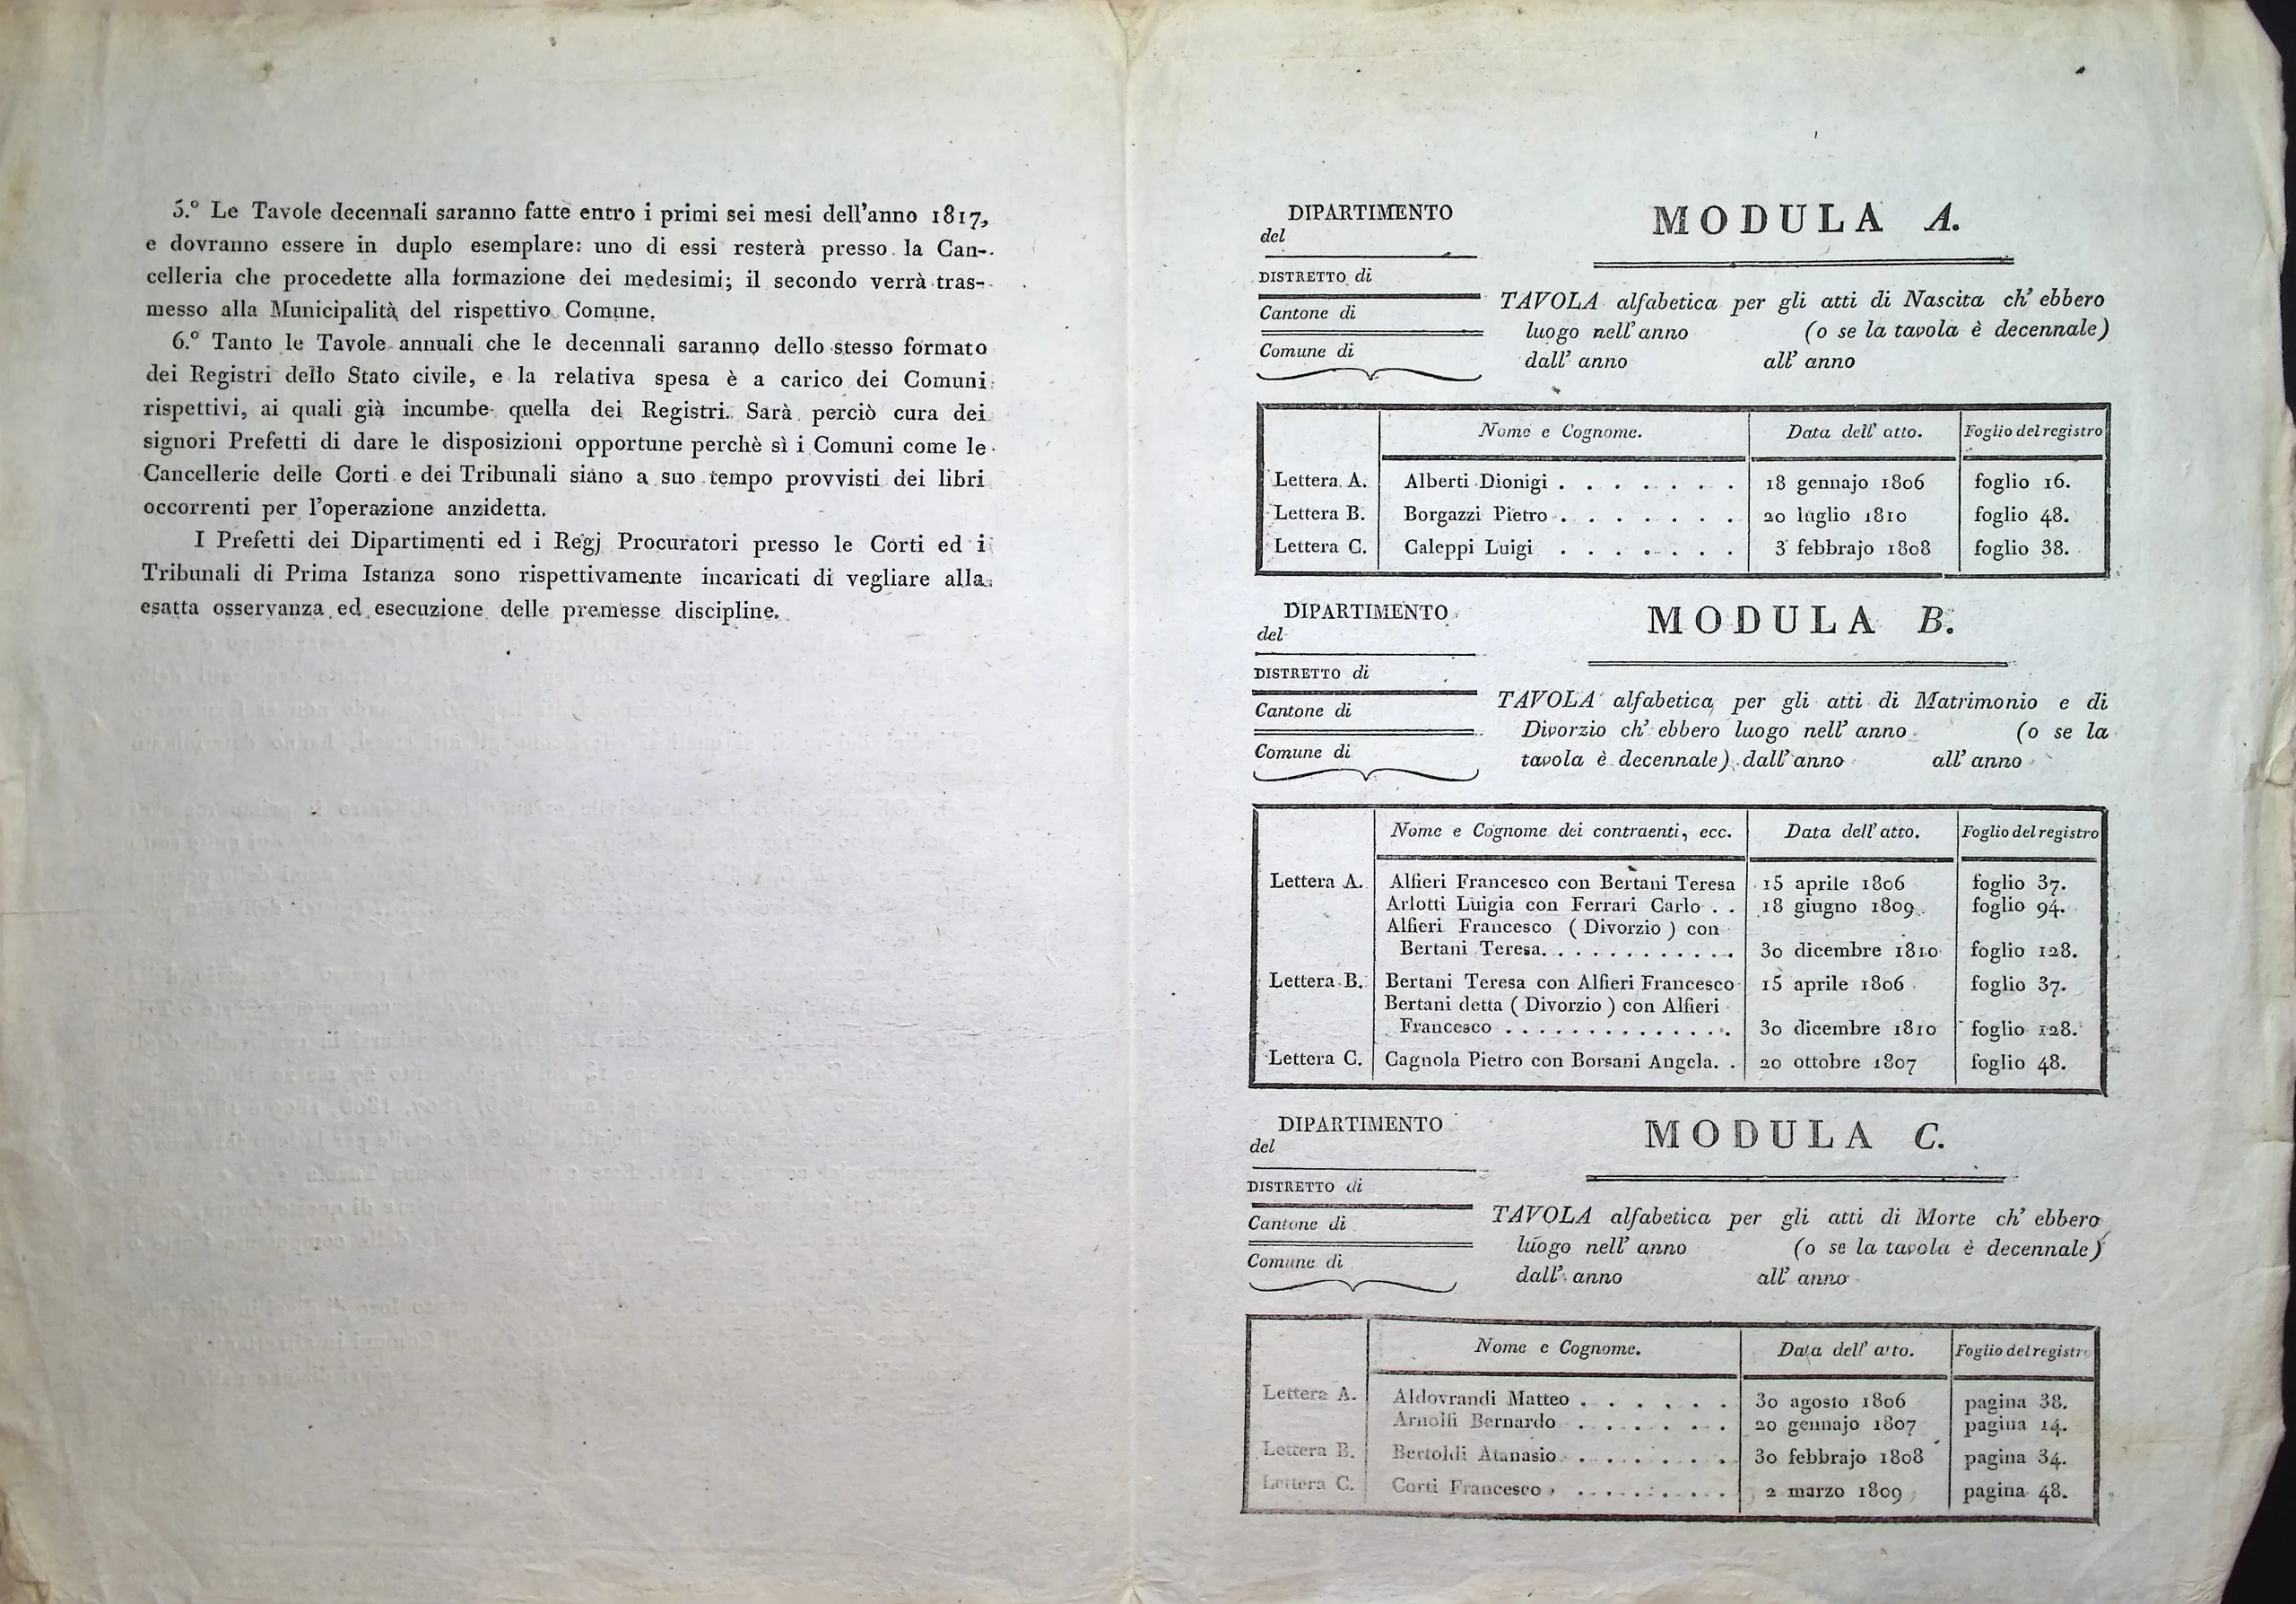 5.° Le Tavole decennali saranno fatte entro i primi sei mesi dell'anno 1817,
e dovranno essere in duplo esemplare: uno di essi resterà presso la Can-
celleria che procedette alla formazione dei medesimi; il secondo verrà tras-
messo alla Municipalità del rispettivo Comune.
6.° Tanto le Tavole annuali che le decennali saranno dello stesso formato
dei Registri dello Stato civile, e la relativa spesa è a carico dei Comuni
rispettivi, ai quali già incumbe quella dei Registri. Sarà perciò cura dei
signori Prefetti di dare le disposizioni opportune perchè sì i Comuni come le
Cancellerie delle Corti e dei Tribunali siano a suo tempo provvisti dei libri
occorrenti per l'operazione anzidetta.
I Prefetti dei Dipartimenti ed i Regj Procuratori presso le Corti ed i
Tribunali di Prima Istanza sono rispettivamente incaricati di vegliare alla
esatta osservanza ed esecuzione delle premesse discipline.
DIPARTIMENTO
del
DISTRETTO di
Cantone di
Comune di
MODULA A.
TAVOLA alfabetica per gli atti di Nascita ch' ebbero
luogo nell' anno (o se la tavola è decennale)
dall' anno all' anno
Nome e Cognome. Data dell' atto. Foglio del registro
Lettera A. Alberti Dionigi . . . . . . . 18 gennajo 1806 foglio 16.
Lettera B. Borgazzi Pietro . . . . . . . 20 luglio 1810 foglio 48.
Lettera C. Caleppi Luigi . . . . . . . 3 febbrajo 1808 foglio 38.
DIPARTIMENTO
del
DISTRETTO di
Cantone di
Comune di
MODULA B.
TAVOLA alfabetica per gli atti di Matrimonio e di
Divorzio ch' ebbero luogo nell' anno (o se la
tavola è decennale) dall' anno all' anno
Nome e Cognome dei contraenti, ecc. Data dell' atto. Foglio del registro
Lettera A. Alfieri Francesco con Bertani Teresa 15 aprile 1806 foglio 37.
Arlotti Luigia con Ferrari Carlo . . 18 giugno 1809 foglio 94.
Alfieri Francesco ( Divorzio ) con
Bertani Teresa. . . . . . . . . . . . 30 dicembre 1810 foglio 128.
Lettera B. Bertani Teresa con Alfieri Francesco 15 aprile 1806 foglio 37.
Bertani detta ( Divorzio ) con Alfieri
Francesco . . . . . . . . . . . . . . 30 dicembre 1810 foglio 128.
Lettera C. Cagnola Pietro con Borsani Angela. . 20 ottobre 1807 foglio 48.
DIPARTIMENTO
del
DISTRETTO di
Cantone di
Comune di
MODULA C.
TAVOLA alfabetica per gli atti di Morte ch' ebbero
luogo nell' anno (o se la tavola è decennale)
dall' anno all' anno
Nome e Cognome. Data dell' atto. Foglio del registro
Lettera A. Aldovrandi Matteo . . . . . . 30 agosto 1806 pagina 38.
Arnolfi Bernardo . . . . . . . 20 gennajo 1807 pagina 14.
Lettera B. Bertoldi Atanasio . . . . . . . 30 febbrajo 1808 pagina 34.
Lettera C. Corti Francesco . . . . . . . . 2 marzo 1809 pagina 48.